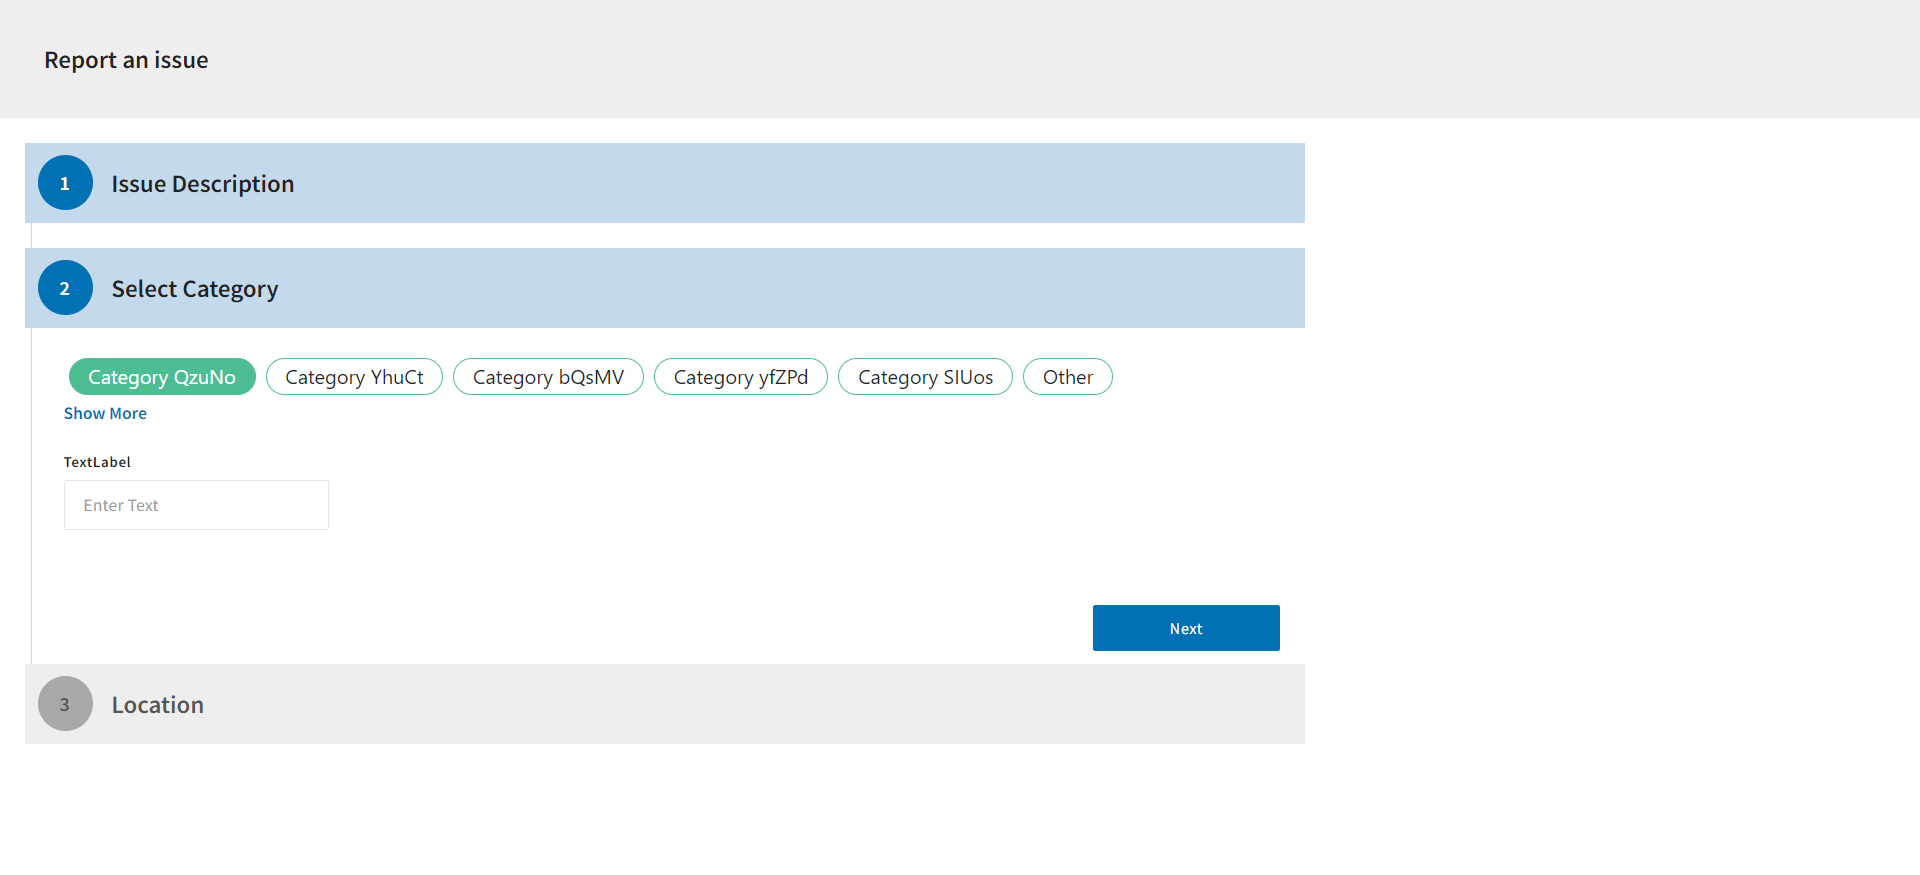 Report an issue
1 Issue Description
2 Select Category
Category QzuNo Category YhuCt Category bQsMV Category yfZPd Category SIUos Other
Show More
TextLabel
Enter Text
Next
3 Location